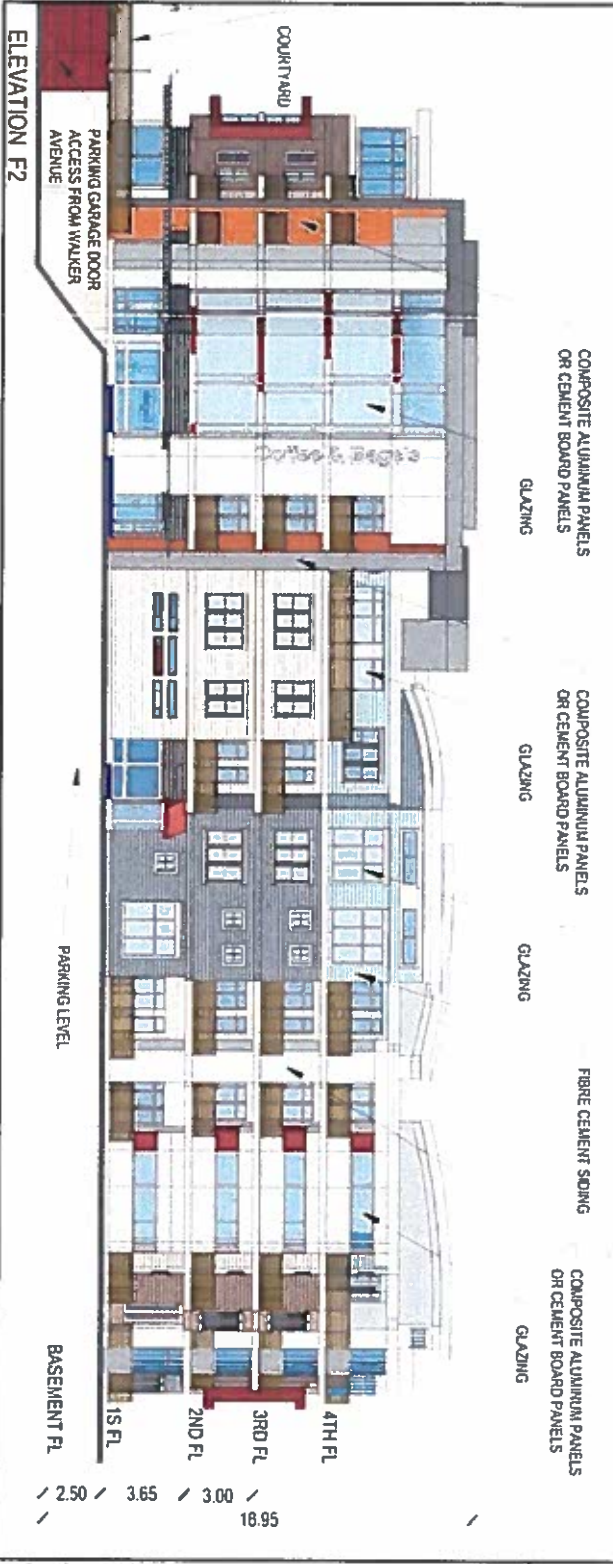 COMPOSITE ALUMINUM PANELS
OR CEMENT BOARD PANELS
GLAZING
COMPOSITE ALUMINUM PANELS
OR CEMENT BOARD PANELS
GLAZING
GLAZING
FIBRE CEMENT SIDING
COMPOSITE ALUMINUM PANELS
OR CEMENT BOARD PANELS
GLAZING
COURTYARD
Coffee & Bagels
4TH FL
3RD FL
2ND FL
1S FL
BASEMENT FL
3.00
3.65
2.50
16.95
PARKING GARAGE DOOR
ACCESS FROM WALKER
AVENUE
PARKING LEVEL
ELEVATION F2